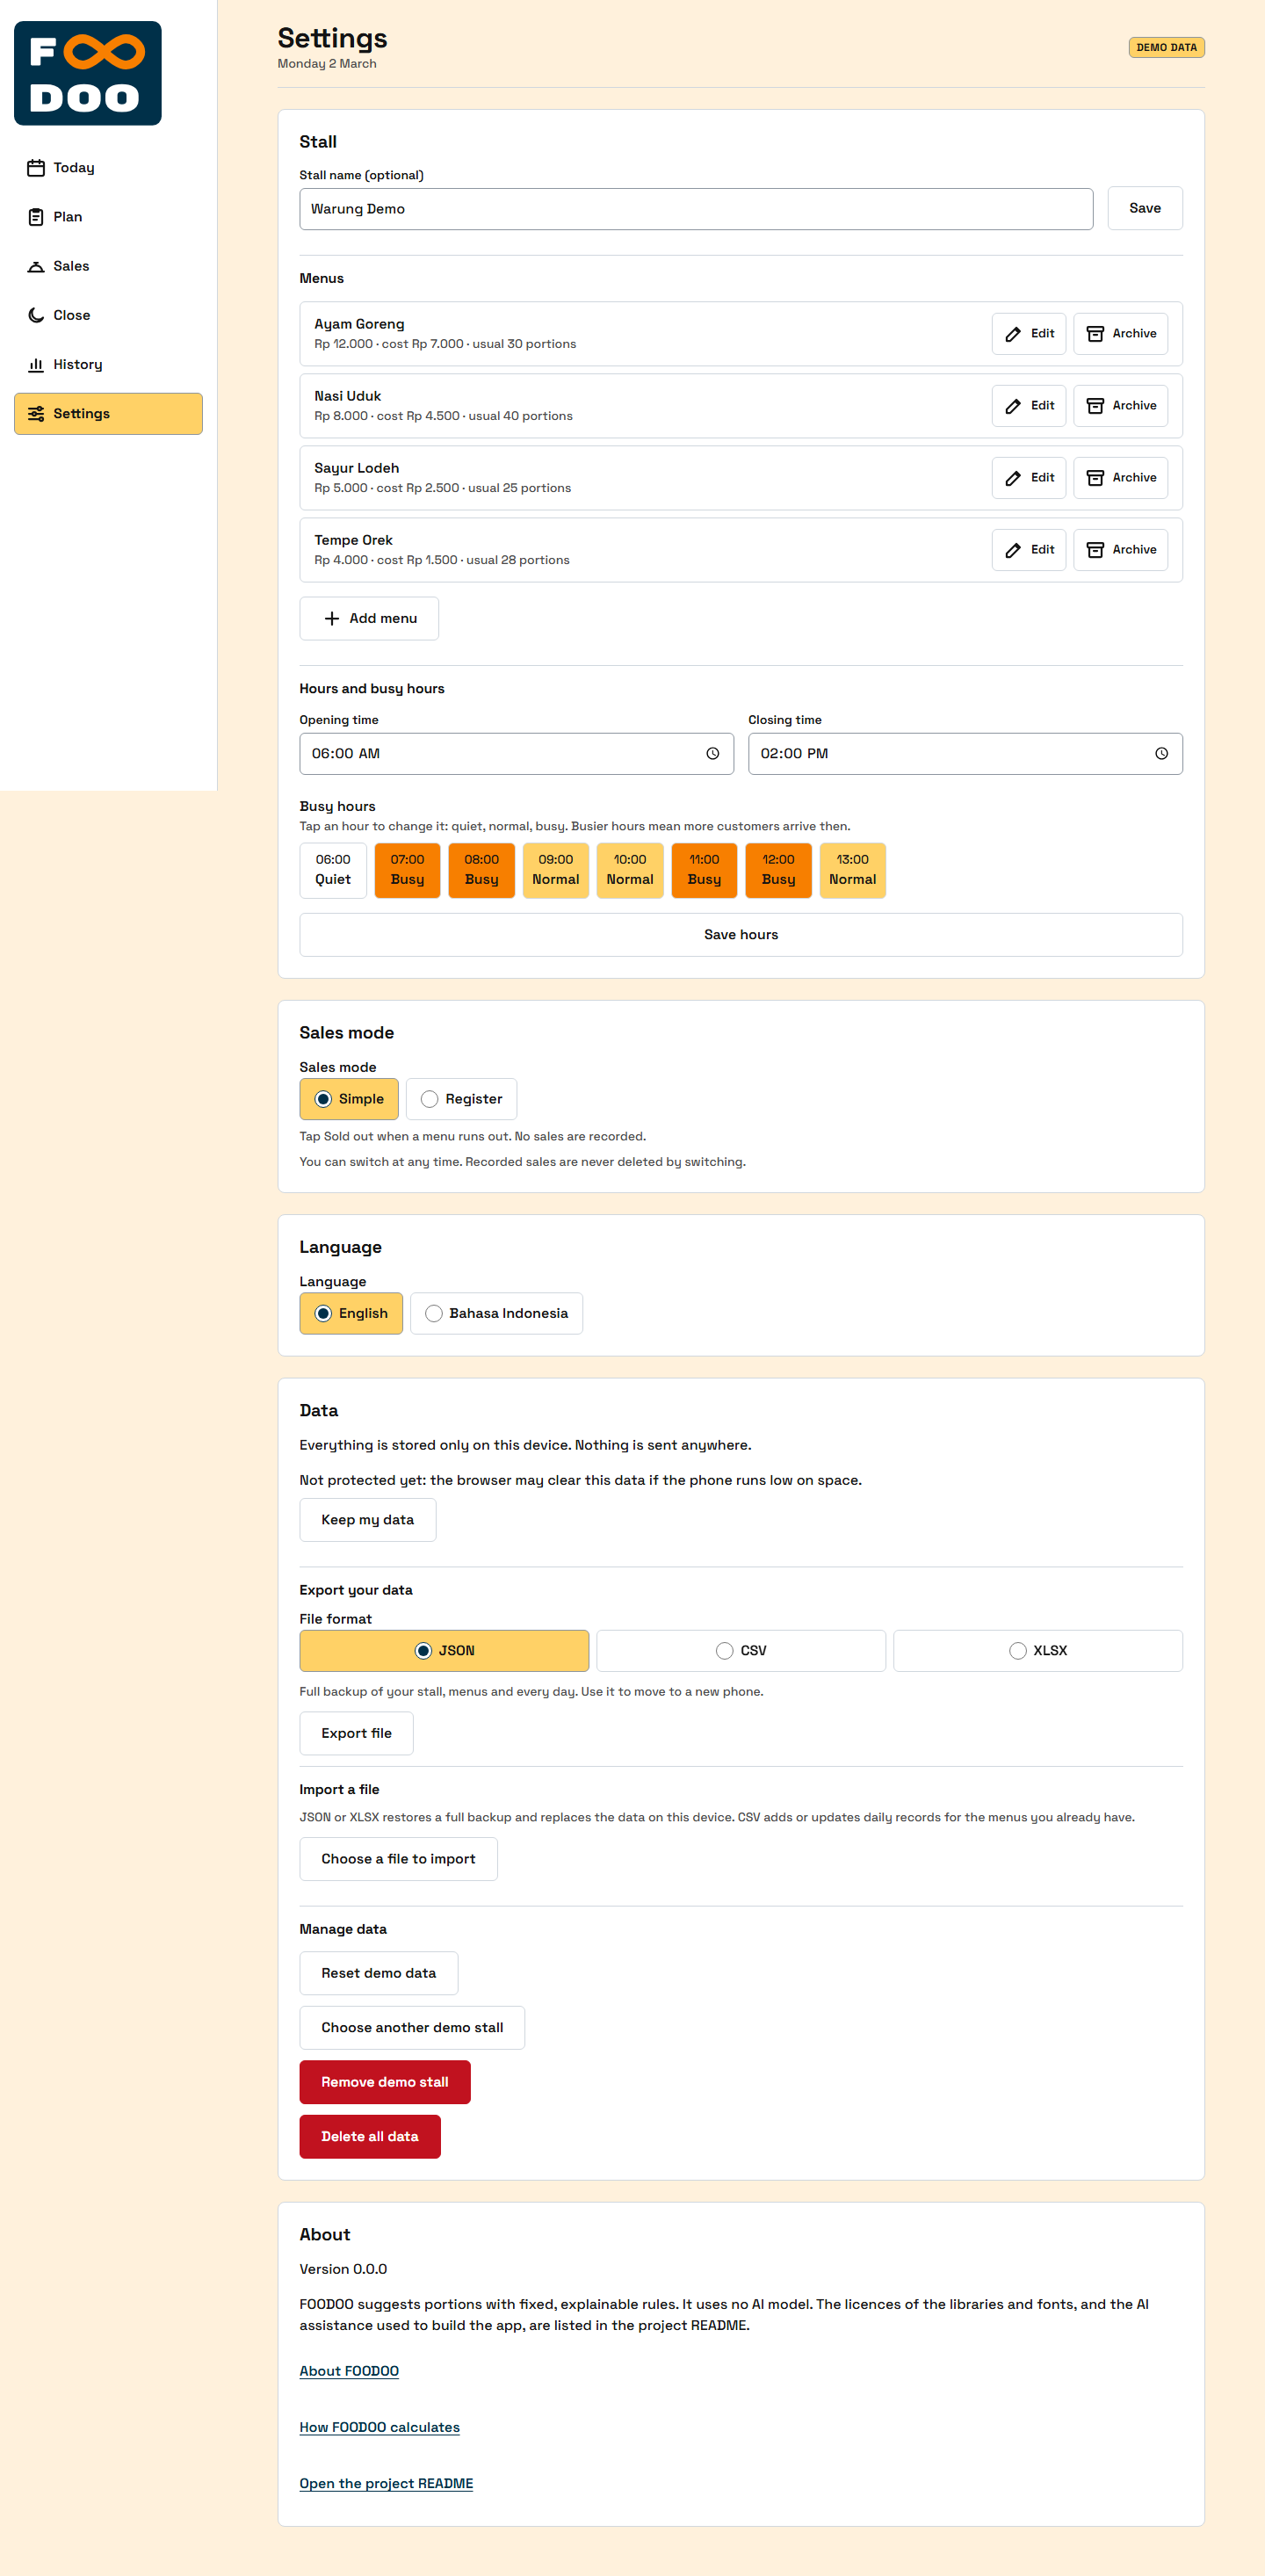 FOO
DOO
Today
Plan
Sales
Close
History
Settings
Settings
Monday 2 March
DEMO DATA
Stall
Stall name (optional)
Warung Demo
Save
Menus
Ayam Goreng
Rp 12.000 · cost Rp 7.000 · usual 30 portions
Edit
Archive
Nasi Uduk
Rp 8.000 · cost Rp 4.500 · usual 40 portions
Edit
Archive
Sayur Lodeh
Rp 5.000 · cost Rp 2.500 · usual 25 portions
Edit
Archive
Tempe Orek
Rp 4.000 · cost Rp 1.500 · usual 28 portions
Edit
Archive
Add menu
Hours and busy hours
Opening time
Closing time
06:00 AM
02:00 PM
Busy hours
Tap an hour to change it: quiet, normal, busy. Busier hours mean more customers arrive then.
06:00 07:00 08:00 09:00 10:00 11:00 12:00 13:00
Quiet Busy Busy Normal Normal Busy Busy Normal
Save hours
Sales mode
Sales mode
Simple
Register
Tap Sold out when a menu runs out. No sales are recorded.
You can switch at any time. Recorded sales are never deleted by switching.
Language
Language
English
Bahasa Indonesia
Data
Everything is stored only on this device. Nothing is sent anywhere.
Not protected yet: the browser may clear this data if the phone runs low on space.
Keep my data
Export your data
File format
JSON
CSV
XLSX
Full backup of your stall, menus and every day. Use it to move to a new phone.
Export file
Import a file
JSON or XLSX restores a full backup and replaces the data on this device. CSV adds or updates daily records for the menus you already have.
Choose a file to import
Manage data
Reset demo data
Choose another demo stall
Remove demo stall
Delete all data
About
Version 0.0.0
FOODOO suggests portions with fixed, explainable rules. It uses no AI model. The licences of the libraries and fonts, and the AI
assistance used to build the app, are listed in the project README.
About FOODOO
How FOODOO calculates
Open the project README